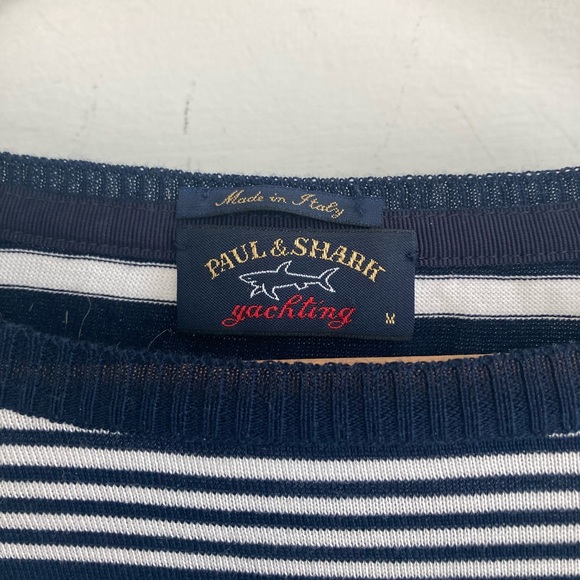 Made in Italy
PAUL & SHARK
yachting
M